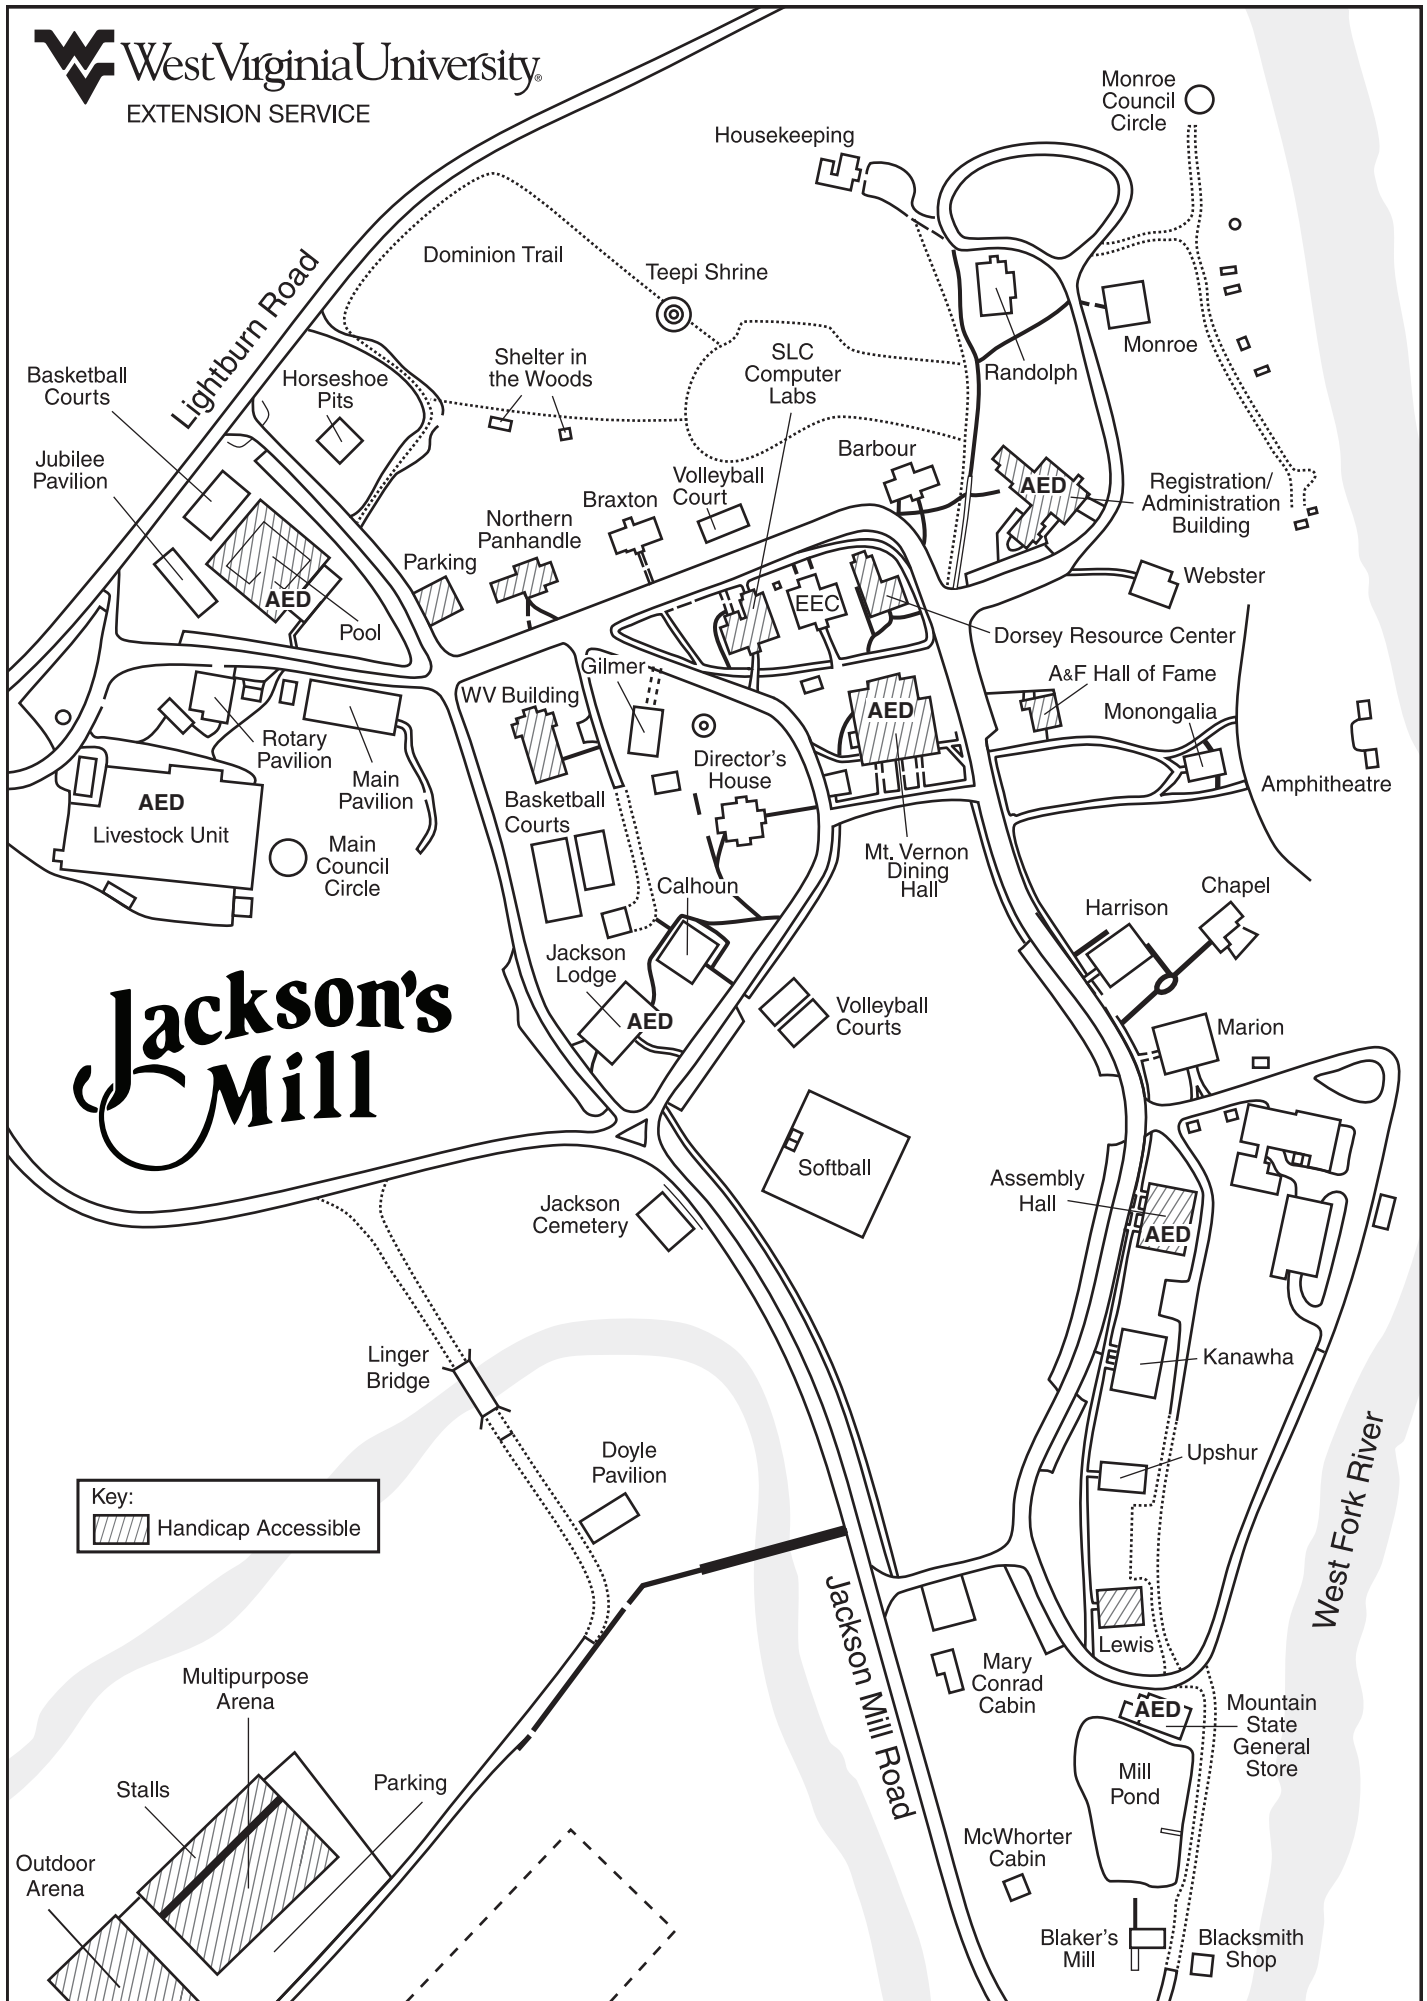 West Virginia University®
EXTENSION SERVICE
Monroe
Council
Circle
Housekeeping
Dominion Trail
Teepi Shrine
Lightburn Road
Shelter in
the Woods
SLC
Computer
Labs
Monroe
Randolph
Basketball
Courts
Horseshoe
Pits
Jubilee
Pavilion
Barbour
Volleyball
Court
Braxton
Northern
Panhandle
Parking
AED
Registration/
Administration
Building
Webster
EEC
AED
Pool
Dorsey Resource Center
Gilmer
A&F Hall of Fame
WV Building
AED
Monongalia
Rotary
Pavilion
Main
Pavilion
Director's
House
Amphitheatre
AED
Livestock Unit
Basketball
Courts
Main
Council
Circle
Mt. Vernon
Dining
Hall
Calhoun
Chapel
Harrison
Jackson
Lodge
AED
Volleyball
Courts
Marion
Jackson's
Mill
Softball
Assembly
Hall
AED
Jackson
Cemetery
Linger
Bridge
Kanawha
Doyle
Pavilion
Upshur
West Fork River
Key:
Handicap Accessible
Jackson Mill Road
Lewis
Mary
Conrad
Cabin
Multipurpose
Arena
AED
Mountain
State
General
Store
Mill
Pond
Stalls
Parking
McWhorter
Cabin
Outdoor
Arena
Blaker's
Mill
Blacksmith
Shop